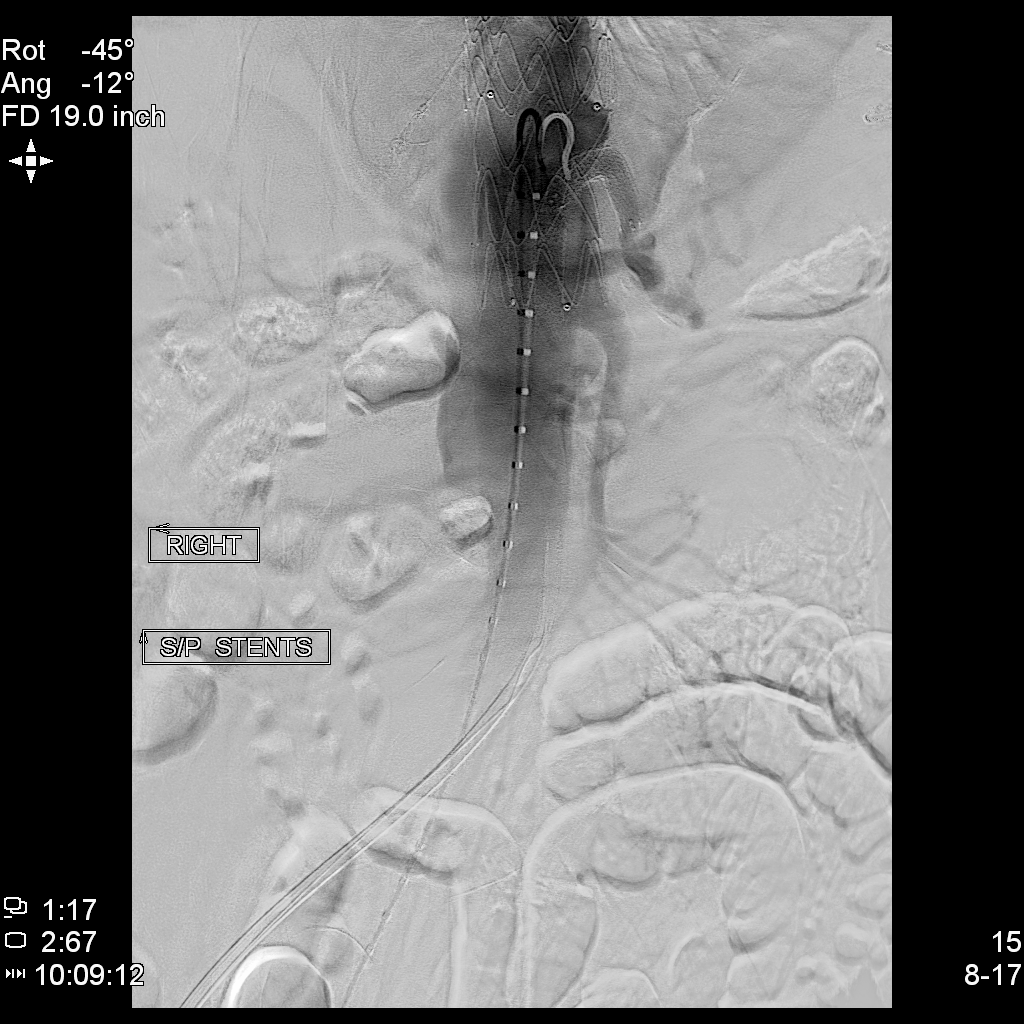 Rot -45°
Ang -12°
FD 19.0 inch
RIGHT
S/P STENTS
1:17
2:67
10:09:12
15
8-17